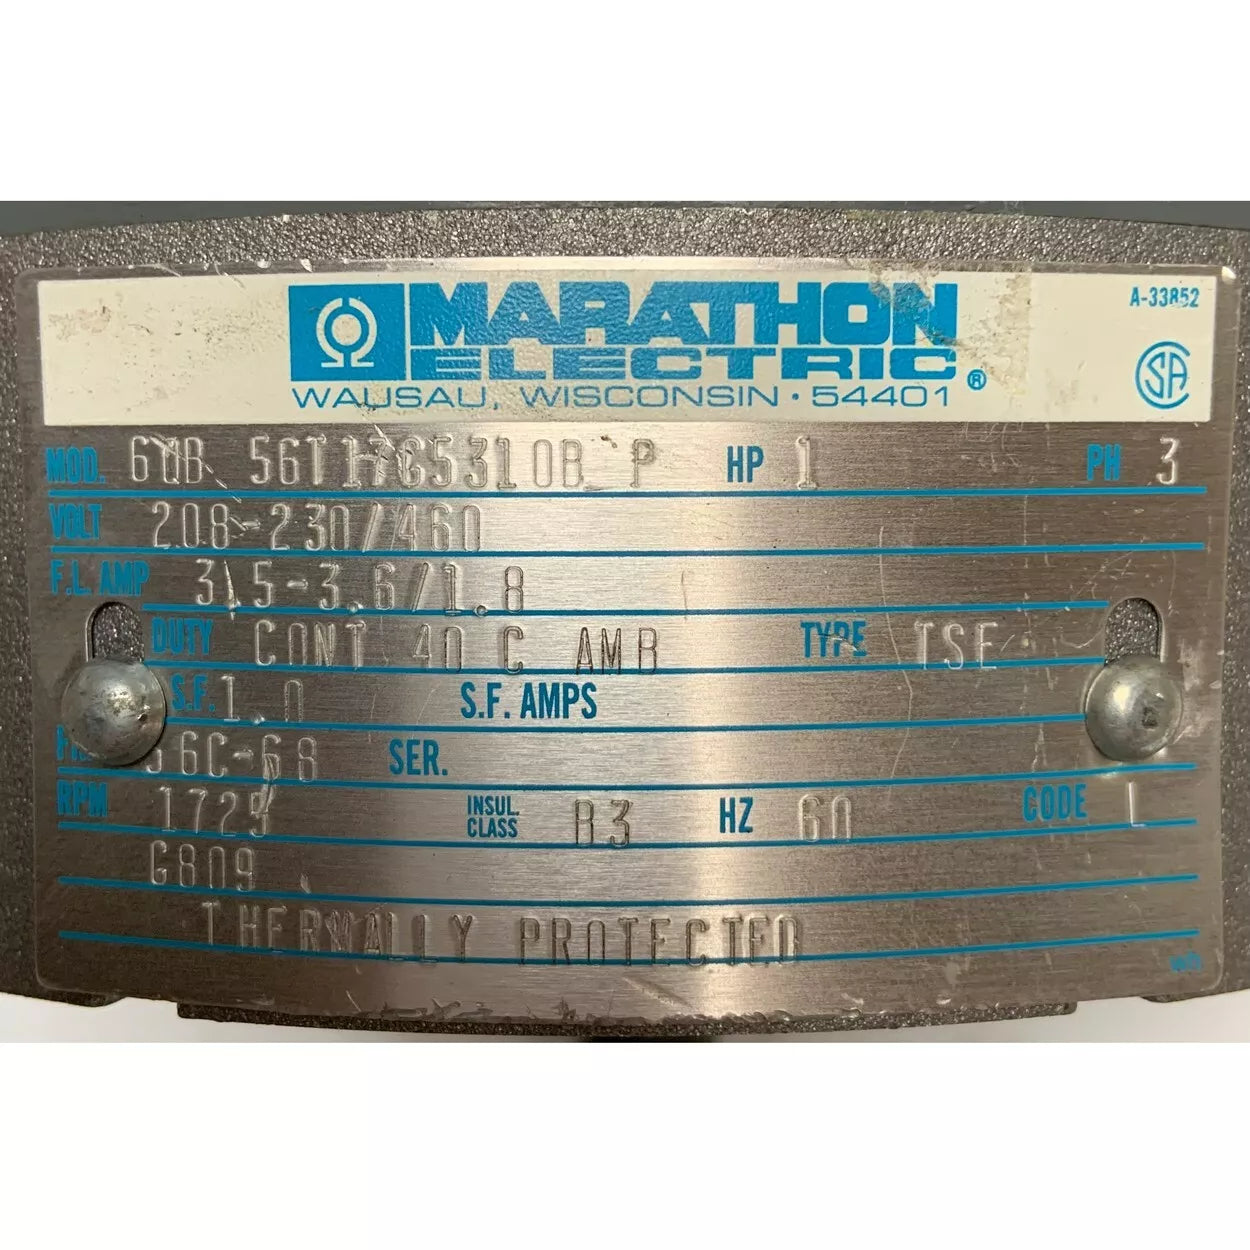 MARATHON
ELECTRIC ®
WAUSAU, WISCONSIN · 54401
A-33852
CSA
MOD. 6QB 56T17C5310B P HP 1 PH 3
VOLT 208-230/460
F.L. AMP 3.5-3.6/1.8
DUTY CONT 40 C AMB TYPE TSE
S.F. 1.0 S.F. AMPS
56C-68 SER.
RPM 1725 INSUL. CLASS B3 HZ 60 CODE L
G809
THERMALLY PROTECTED